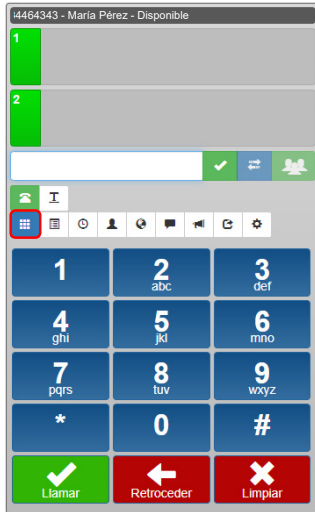 44464343 - María Pérez - Disponible
1
2
T
1 2 3
abc def
4 5 6
ghi jkl mno
7 8 9
pqrs tuv wxyz
* 0 #
Llamar Retroceder Limpiar